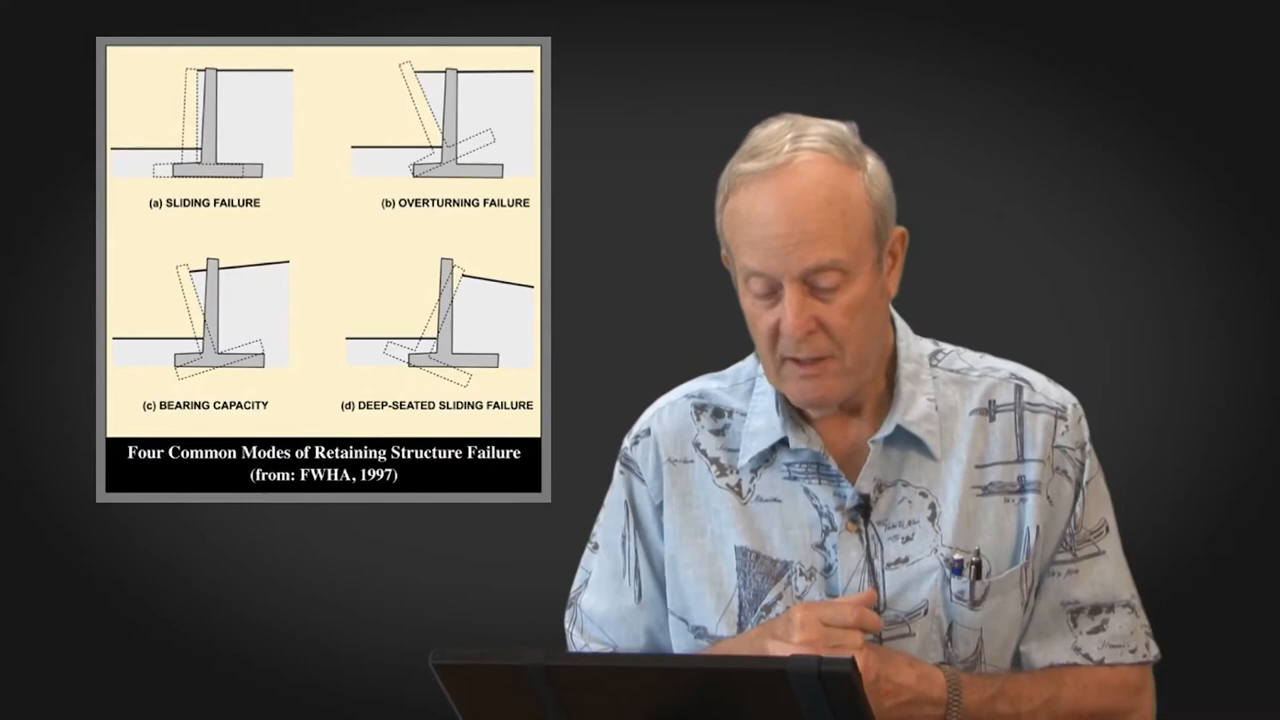 (a) SLIDING FAILURE
(b) OVERTURNING FAILURE
(c) BEARING CAPACITY
(d) DEEP-SEATED SLIDING FAILURE
Four Common Modes of Retaining Structure Failure
(from: FWHA, 1997)